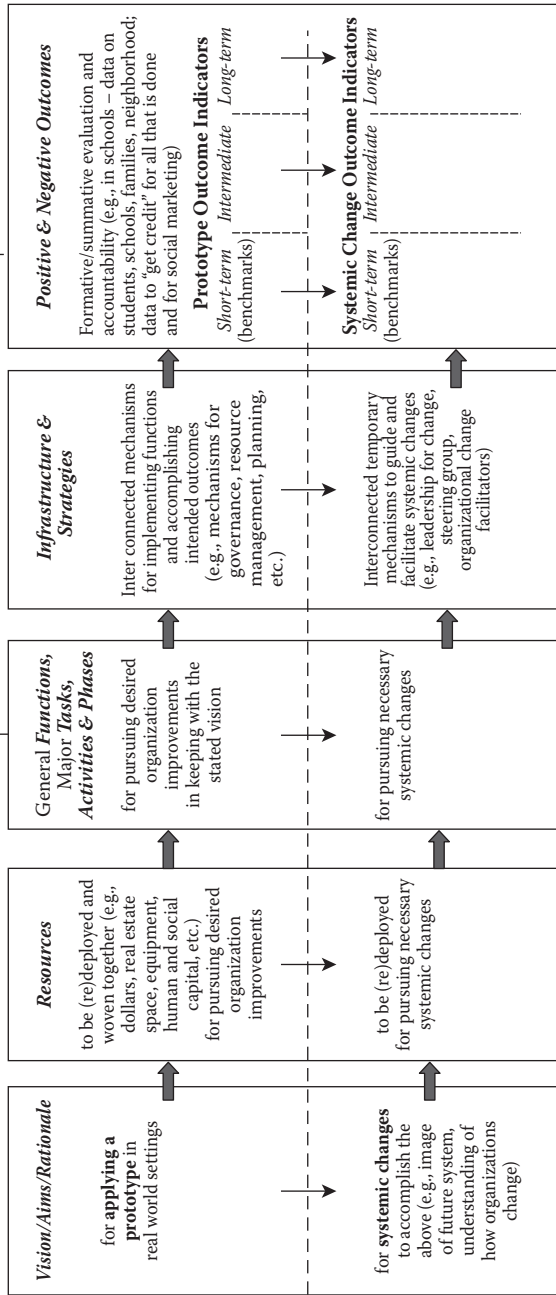 Vision/Aims/Rationale
for applying a
prototype in
real world settings
for systemic changes
to accomplish the
above (e.g., image
of future system,
understanding of
how organizations
change)
Resources
to be (re)deployed and
woven together (e.g.,
dollars, real estate
space, equipment,
human and social
capital, etc.)
for pursuing desired
organization
improvements
to be (re)deployed
for pursuing necessary
systemic changes
General Functions,
Major Tasks,
Activities & Phases
for pursuing desired
organization
improvements
in keeping with the
stated vision
for pursuing necessary
systemic changes
Infrastructure &
Strategies
Inter connected mechanisms
for implementing functions
and accomplishing
intended outcomes
(e.g., mechanisms for
governance, resource
management, planning,
etc.)
Interconnected temporary
mechanisms to guide and
facilitate systemic changes
(e.g., leadership for change,
steering group,
organizational change
facilitators)
Positive & Negative Outcomes
Formative/summative evaluation and
accountability (e.g., in schools – data on
students, schools, families, neighborhood;
data to “get credit” for all that is done
and for social marketing)
Prototype Outcome Indicators
Short-term Intermediate Long-term
(benchmarks)
Systemic Change Outcome Indicators
Short-term Intermediate Long-term
(benchmarks)